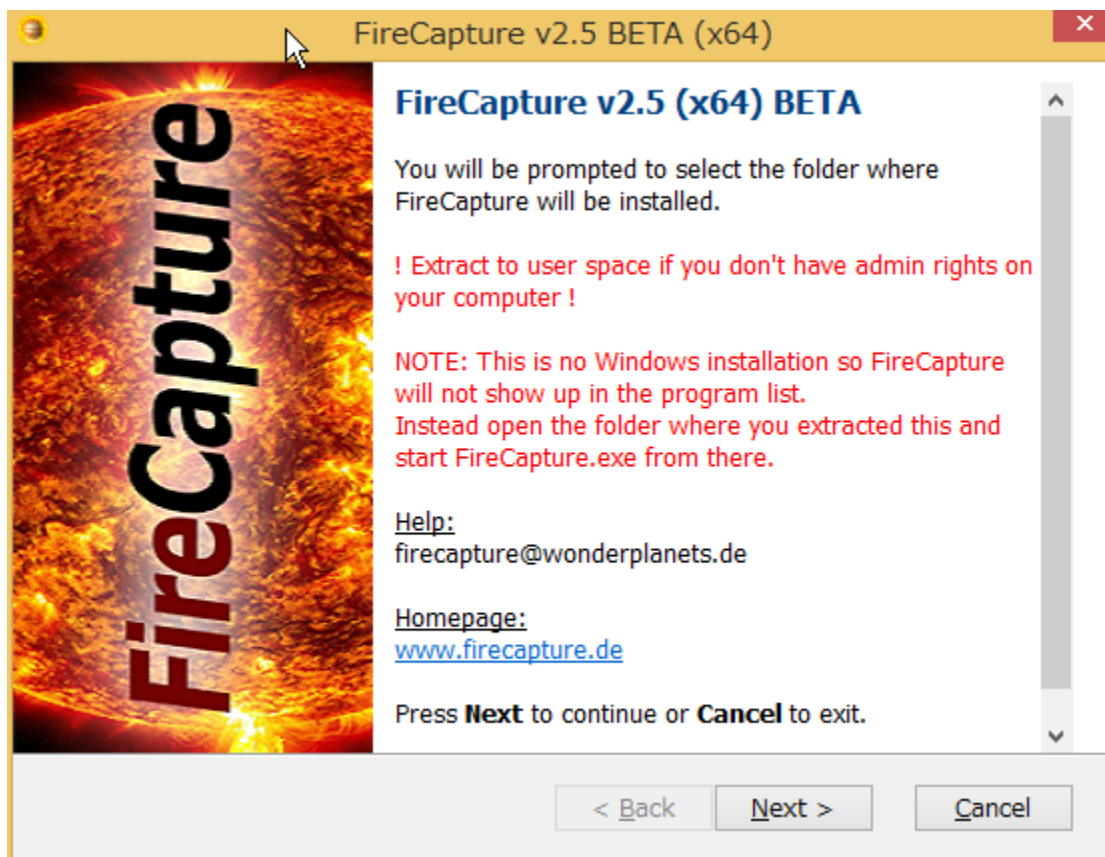 FireCapture v2.5 BETA (x64)
FireCapture
FireCapture v2.5 (x64) BETA
You will be prompted to select the folder where
FireCapture will be installed.
! Extract to user space if you don't have admin rights on
your computer !
NOTE: This is no Windows installation so FireCapture
will not show up in the program list.
Instead open the folder where you extracted this and
start FireCapture.exe from there.
Help:
firecapture@wonderplanets.de
Homepage:
www.firecapture.de
Press Next to continue or Cancel to exit.
< Back Next > Cancel